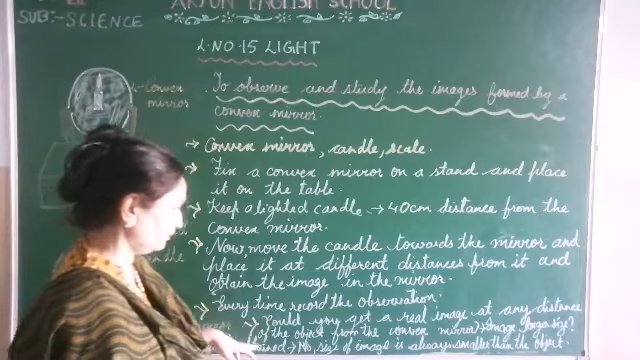 ARJUN ENGLISH SCHOOL
SUB:- SCIENCE
L.NO.15 LIGHT
Convex
mirror
To observe and study the images formed by a
convex mirror.
→ Convex mirror, candle, scale.
→ Fix a convex mirror on a stand and place
it on the table.
→ Keep a lighted candle → 40cm distance from the
convex mirror.
→ Now, move the candle towards the mirror and
place it at different distances from it and
obtain the image in the mirror.
→ Every time record the observation.
→ Could you get a real image at any distance
of the object from the convex mirror? size?
→ No, size of image is always smaller than the object.